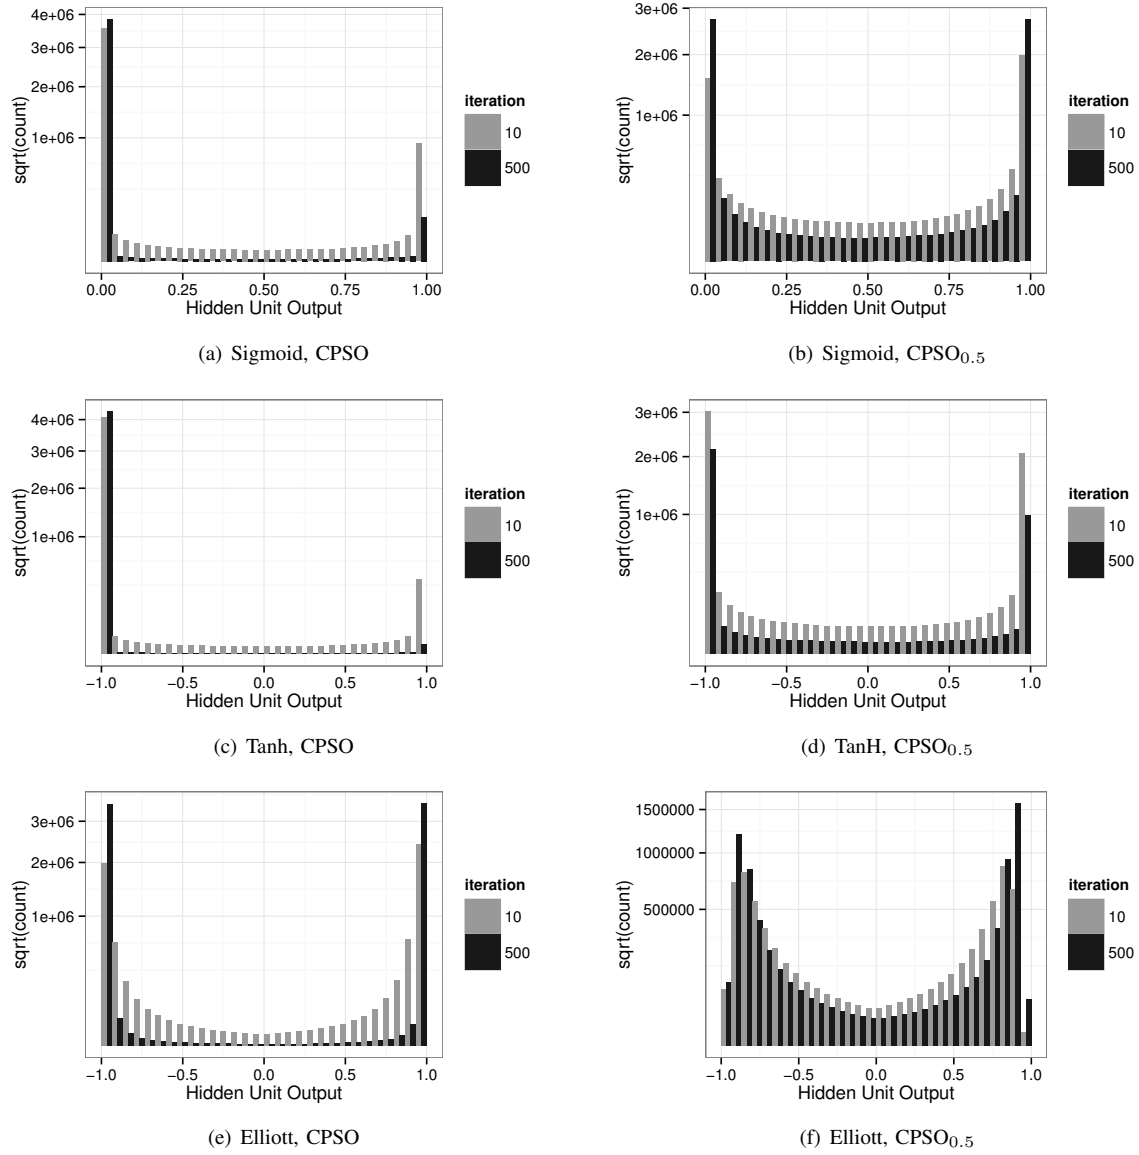 4e+06
3e+06
2e+06
1e+06
sqrt(count)
0.00 0.25 0.50 0.75 1.00
Hidden Unit Output
iteration
10
500
(a) Sigmoid, CPSO
3e+06
2e+06
1e+06
sqrt(count)
0.00 0.25 0.50 0.75 1.00
Hidden Unit Output
iteration
10
500
(b) Sigmoid, CPSO0.5
4e+06
3e+06
2e+06
1e+06
sqrt(count)
−1.0 −0.5 0.0 0.5 1.0
Hidden Unit Output
iteration
10
500
(c) Tanh, CPSO
3e+06
2e+06
1e+06
sqrt(count)
−1.0 −0.5 0.0 0.5 1.0
Hidden Unit Output
iteration
10
500
(d) TanH, CPSO0.5
3e+06
2e+06
1e+06
sqrt(count)
−1.0 −0.5 0.0 0.5 1.0
Hidden Unit Output
iteration
10
500
(e) Elliott, CPSO
1500000
1000000
500000
sqrt(count)
−1.0 −0.5 0.0 0.5 1.0
Hidden Unit Output
iteration
10
500
(f) Elliott, CPSO0.5